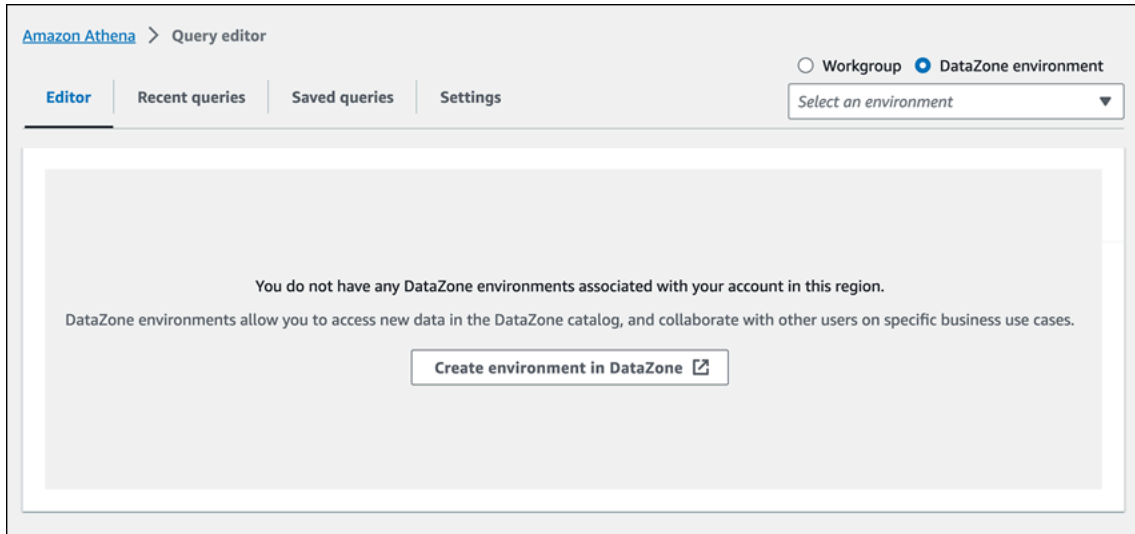 Amazon Athena > Query editor
Workgroup DataZone environment
Editor Recent queries Saved queries Settings
Select an environment
You do not have any DataZone environments associated with your account in this region.
DataZone environments allow you to access new data in the DataZone catalog, and collaborate with other users on specific business use cases.
Create environment in DataZone